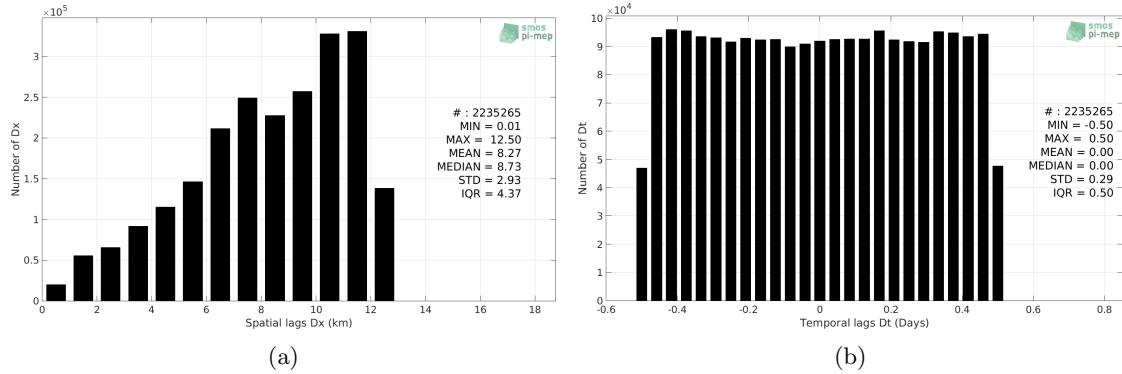 ×10⁵
smos
pi-mep
3
2.5
2
1.5
1
0.5
0
Number of Dx
# : 2235265
MIN = 0.01
MAX = 12.50
MEAN = 8.27
MEDIAN = 8.73
STD = 2.93
IQR = 4.37
0 2 4 6 8 10 12 14 16 18
Spatial lags Dx (km)
(a)
×10⁴
smos
pi-mep
10
9
8
7
6
5
4
3
2
1
0
Number of Dt
# : 2235265
MIN = -0.50
MAX = 0.50
MEAN = 0.00
MEDIAN = 0.00
STD = 0.29
IQR = 0.50
-0.6 -0.4 -0.2 0 0.2 0.4 0.6 0.8
Temporal lags Dt (Days)
(b)